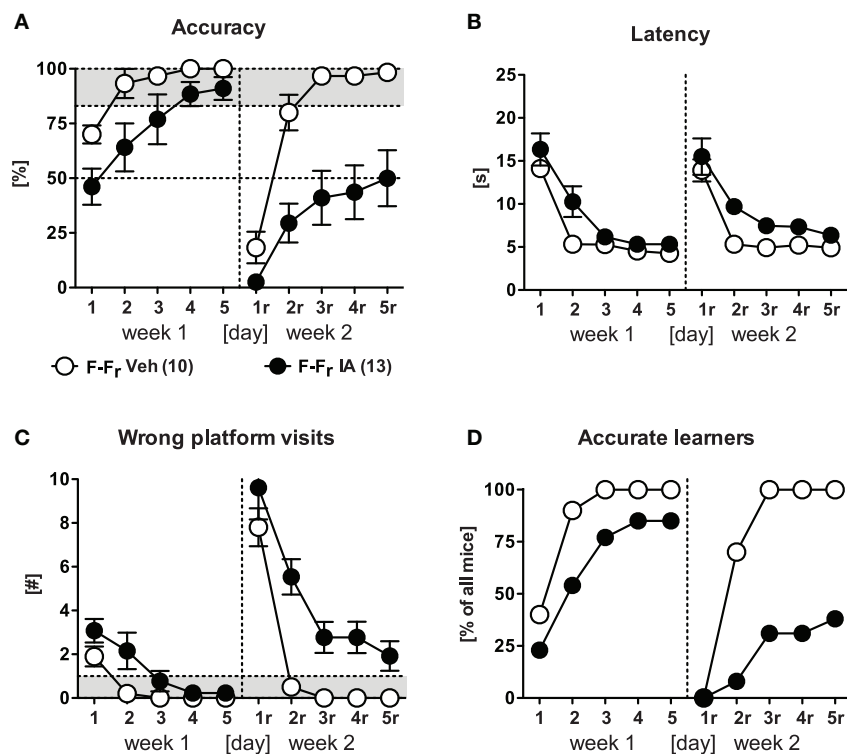 A
Accuracy
[%]
100
75
50
25
0
1 2 3 4 5 1r 2r 3r 4r 5r
week 1 [day] week 2
F-Fr Veh (10) F-Fr IA (13)
B
Latency
[s]
25
20
15
10
5
0
1 2 3 4 5 1r 2r 3r 4r 5r
week 1 [day] week 2
C
Wrong platform visits
[#]
10
8
6
4
2
0
1 2 3 4 5 1r 2r 3r 4r 5r
week 1 [day] week 2
D
Accurate learners
[% of all mice]
100
75
50
25
0
1 2 3 4 5 1r 2r 3r 4r 5r
week 1 [day] week 2